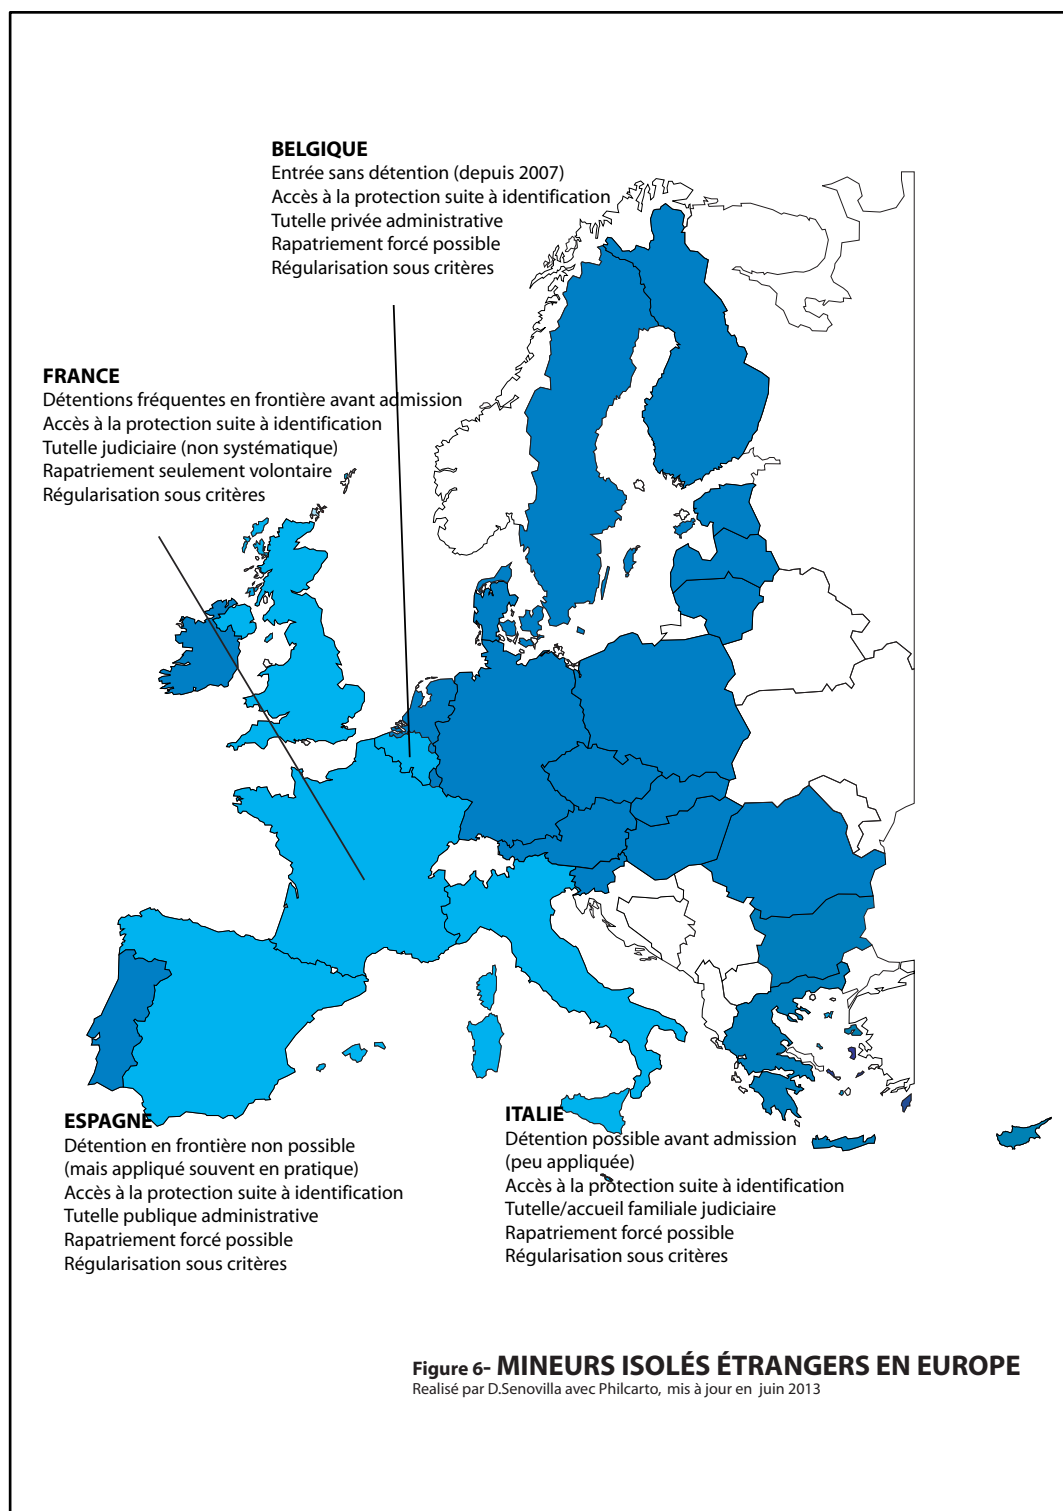 BELGIQUE
Entrée sans détention (depuis 2007)
Accès à la protection suite à identification
Tutelle privée administrative
Rapatriement forcé possible
Régularisation sous critères
FRANCE
Détentions fréquentes en frontière avant admission
Accès à la protection suite à identification
Tutelle judiciaire (non systématique)
Rapatriement seulement volontaire
Régularisation sous critères
ESPAGNE
Détention en frontière non possible
(mais appliqué souvent en pratique)
Accès à la protection suite à identification
Tutelle publique administrative
Rapatriement forcé possible
Régularisation sous critères
ITALIE
Détention possible avant admission
(peu appliquée)
Accès à la protection suite à identification
Tutelle/accueil familiale judiciaire
Rapatriement forcé possible
Régularisation sous critères
Figure 6- MINEURS ISOLÉS ÉTRANGERS EN EUROPE
Realisé par D.Senovilla avec Philcarto, mis à jour en juin 2013